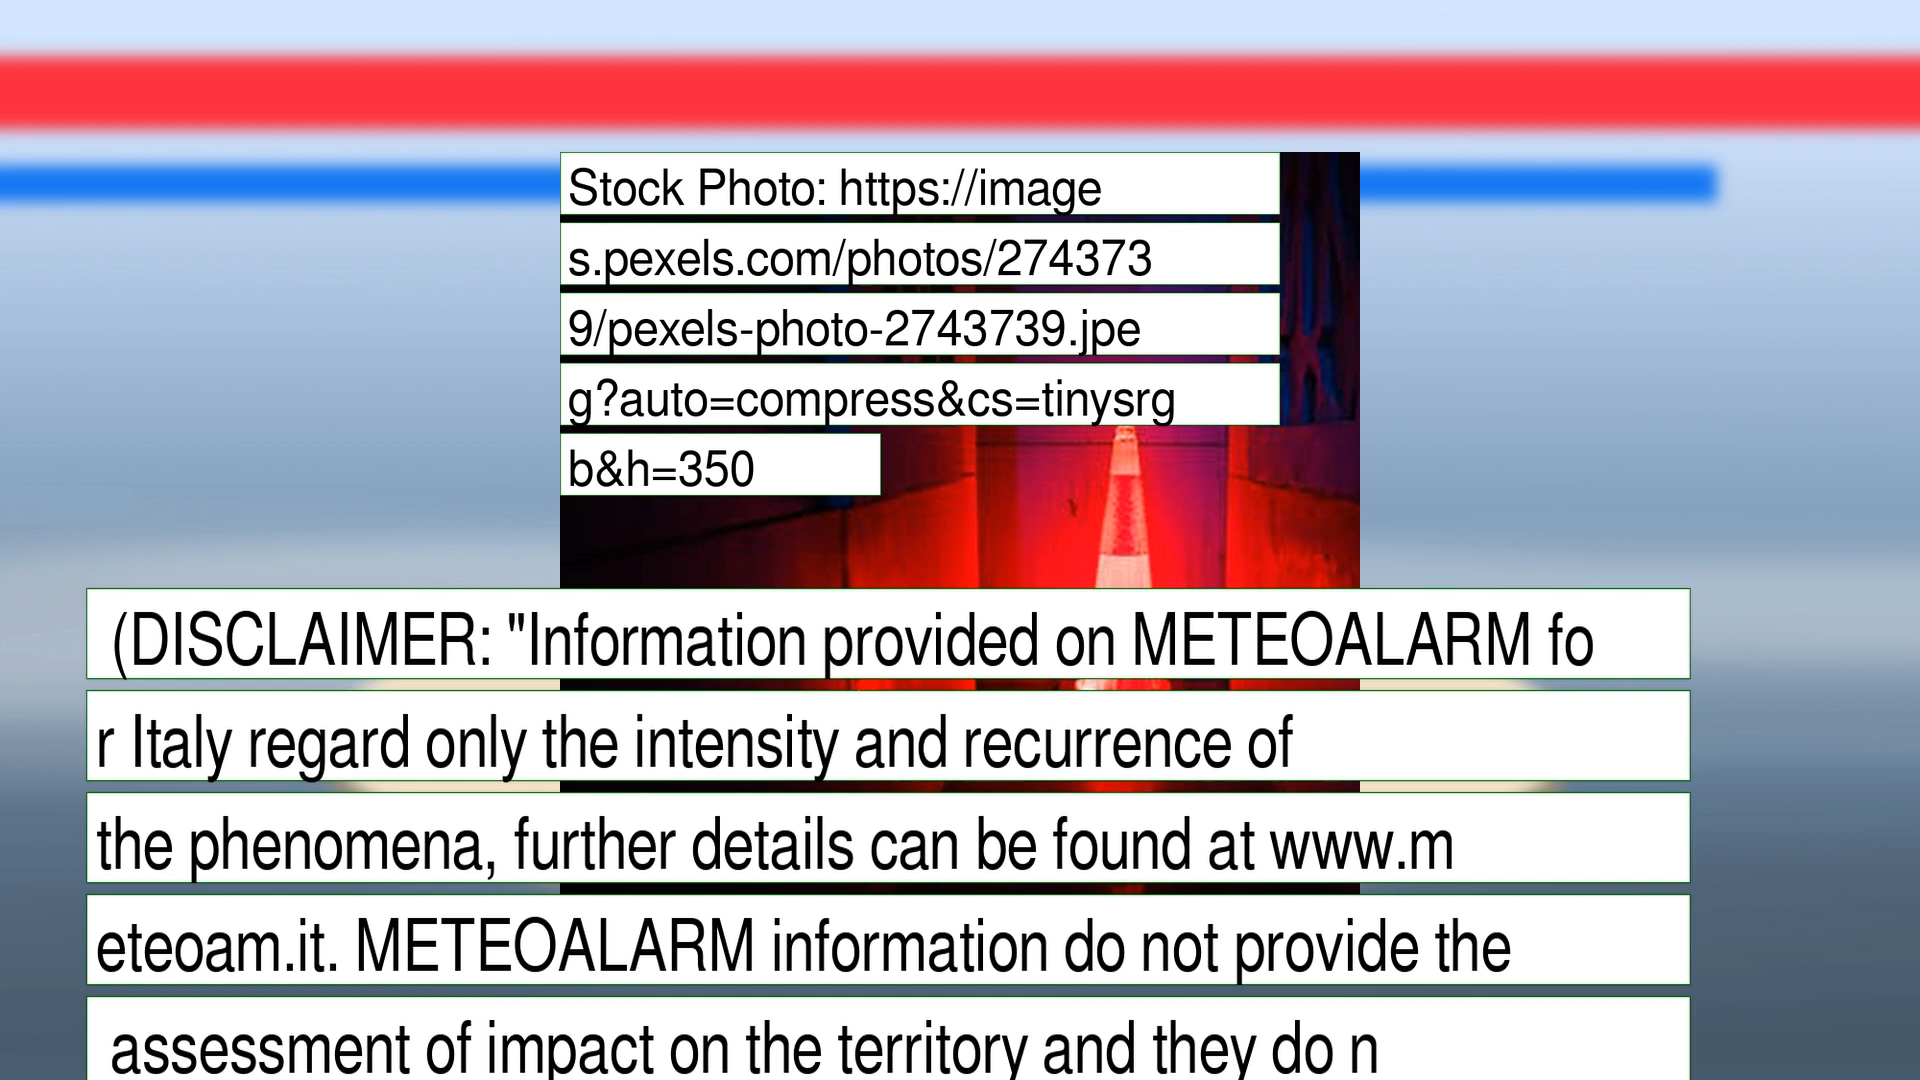 Stock Photo: https://image
s.pexels.com/photos/274373
9/pexels-photo-2743739.jpe
g?auto=compress&cs=tinysrg
b&h=350
(DISCLAIMER: "Information provided on METEOALARM fo
r Italy regard only the intensity and recurrence of
the phenomena, further details can be found at www.m
eteoam.it. METEOALARM information do not provide the
assessment of impact on the territory and they do n